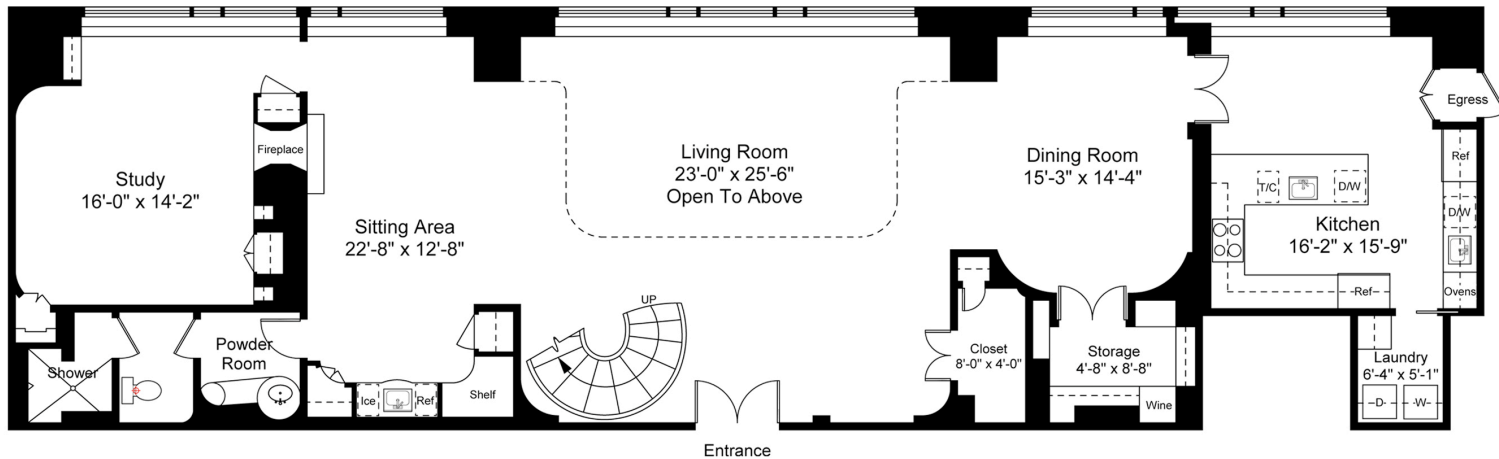 Study
16'-0" x 14'-2"
Fireplace
Sitting Area
22'-8" x 12'-8"
Living Room
23'-0" x 25'-6"
Open To Above
Dining Room
15'-3" x 14'-4"
Egress
Ref
T/C
D/W
D/W
Kitchen
16'-2" x 15'-9"
Ref
Ovens
UP
Shower
Powder
Room
Ice
Ref
Shelf
Closet
8'-0" x 4'-0"
Storage
4'-8" x 8'-8"
Wine
Laundry
6'-4" x 5'-1"
D
W
Entrance